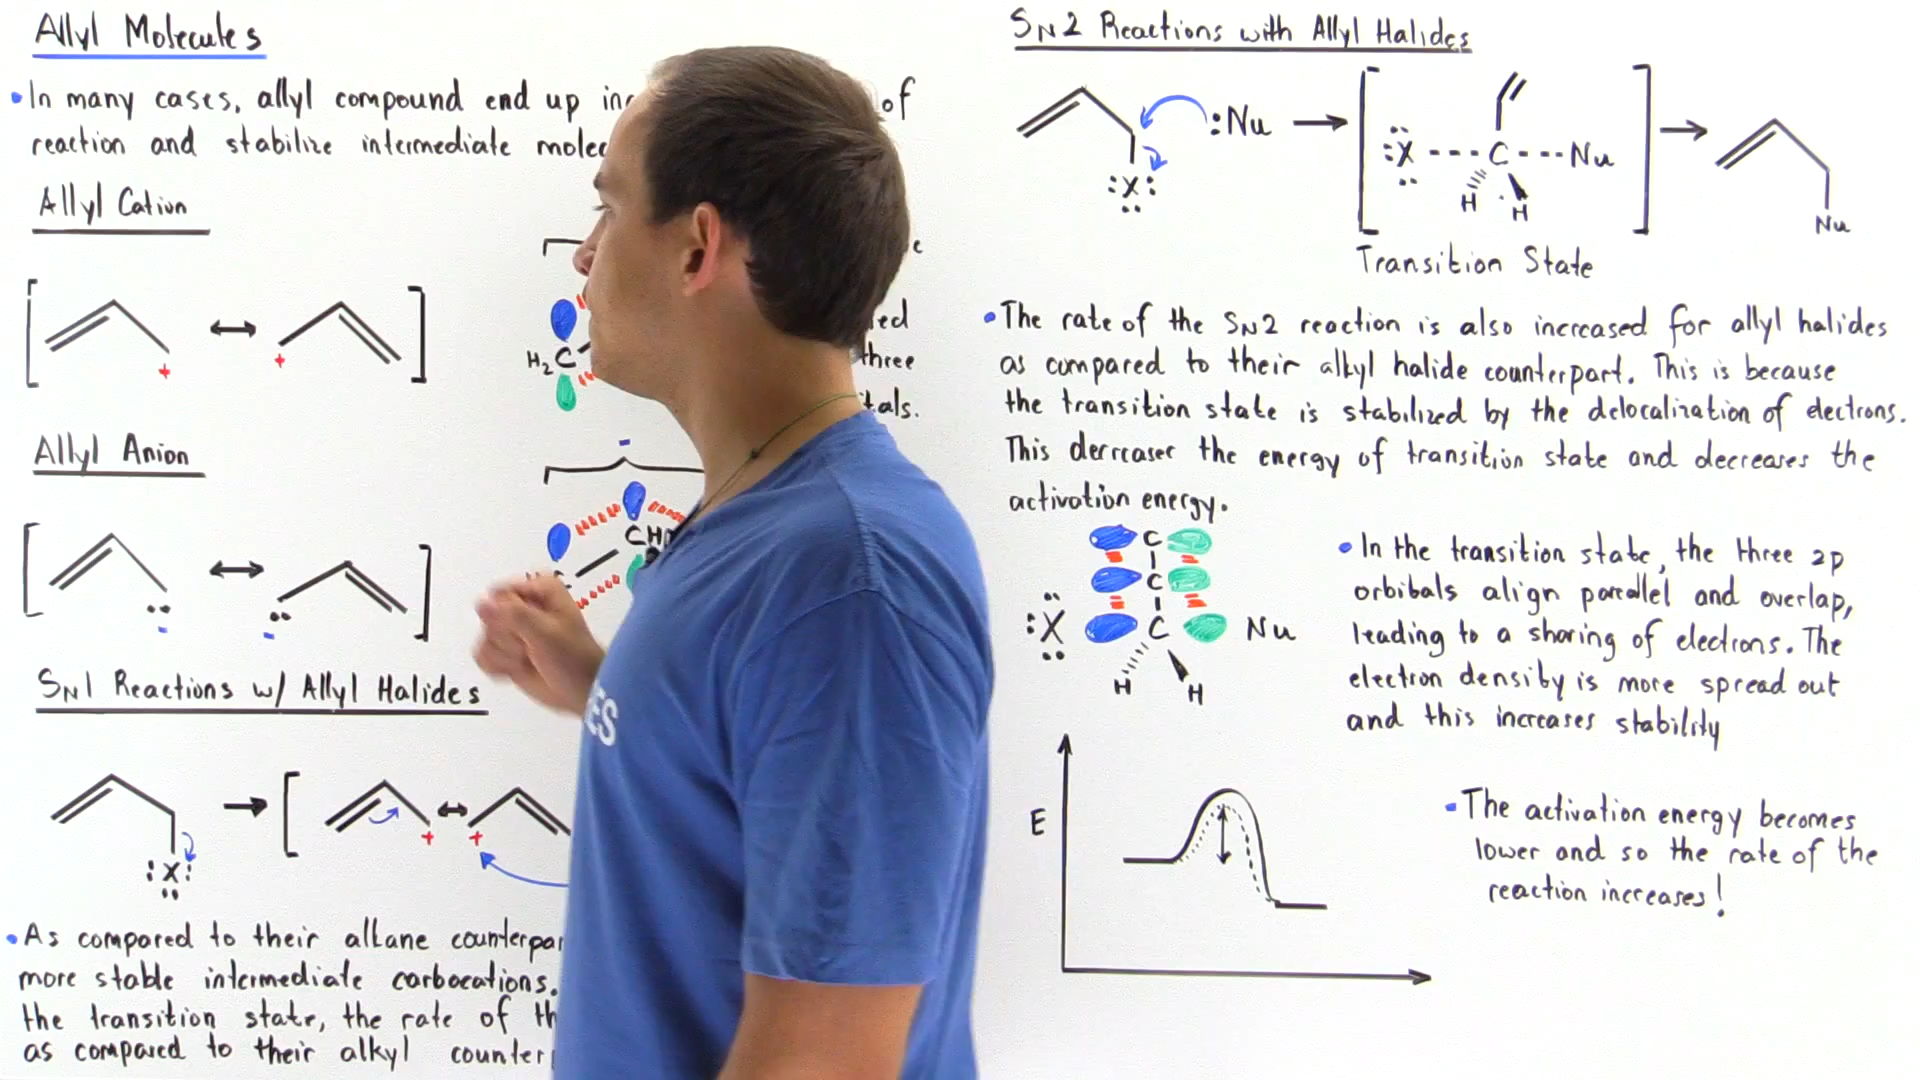 Allyl Molecules
• In many cases, allyl compound end up in of
reaction and stabilize intermediate
Allyl Cation
+ +
H₂C
Allyl Anion
-
- -
CH
SN1 Reactions w/ Allyl Halides
:X:
+ +
• As compared to their alkane
more stable intermediate carbocations.
the transition state, the rate of
as compared to their alkyl
ES
SN2 Reactions with Allyl Halides
:Nu
:X:
:X---C---Nu
H H
Nu
Transition State
• The rate of the SN2 reaction is also increased for allyl halides
as compared to their alkyl halide counterpart. This is because
the transition state is stabilized by the delocalization of electrons.
This decreases the energy of transition state and decreases the
activation energy.
C
C
:X C Nu
H H
• In the transition state, the three 2p
orbitals align parallel and overlap,
leading to a sharing of electrons. The
electron density is more spread out
and this increases stability
E
• The activation energy becomes
lower and so the rate of the
reaction increases!
three